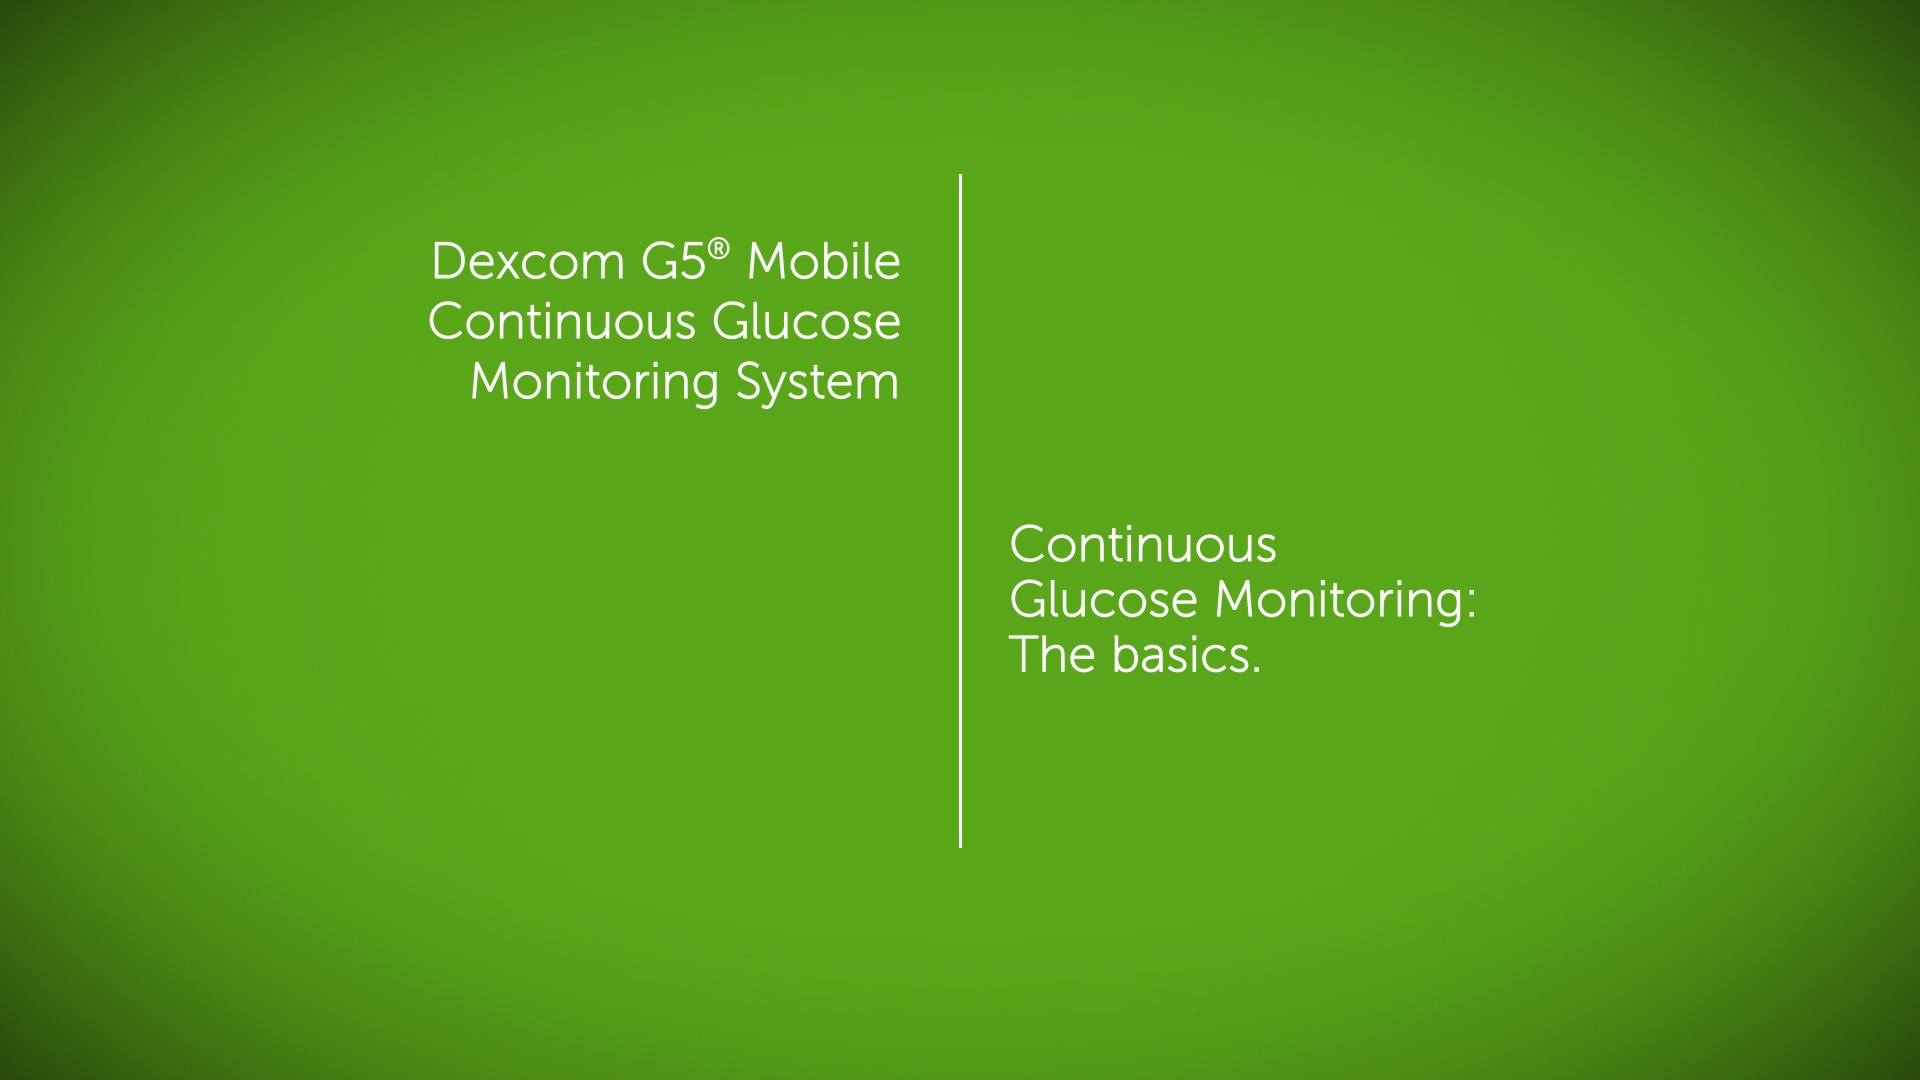 Dexcom G5® Mobile
Continuous Glucose
Monitoring System
Continuous
Glucose Monitoring:
The basics.